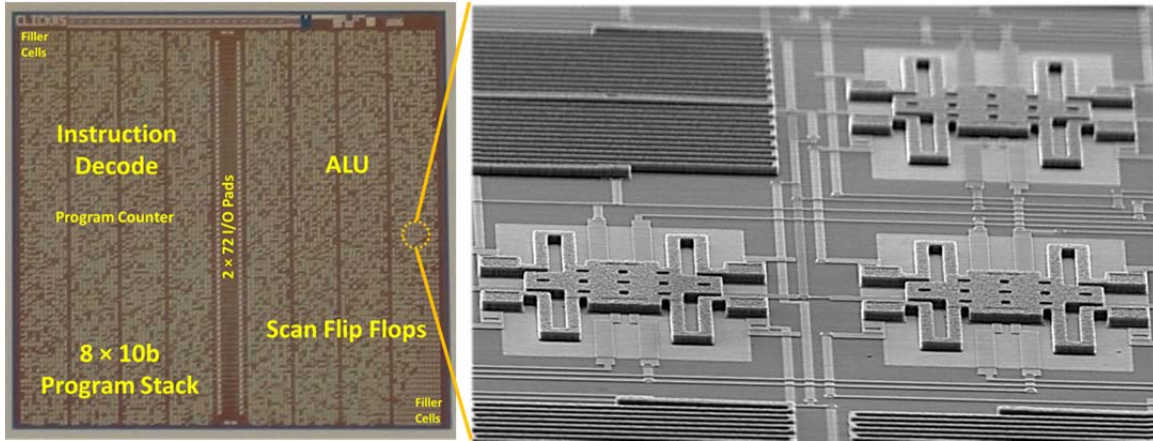 CLICKIS
Filler
Cells
Instruction
Decode
ALU
Program Counter
2 × 72 I/O Pads
Scan Flip Flops
8 × 10b
Program Stack
Filler
Cells